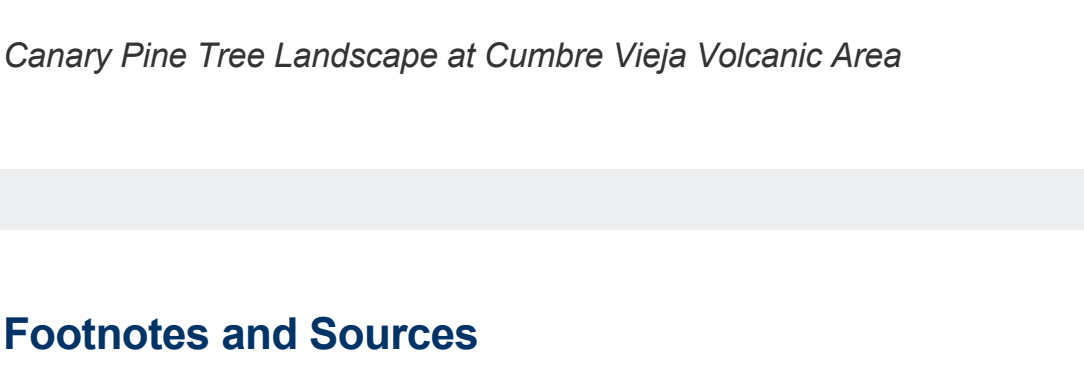 Canary Pine Tree Landscape at Cumbre Vieja Volcanic Area
Footnotes and Sources